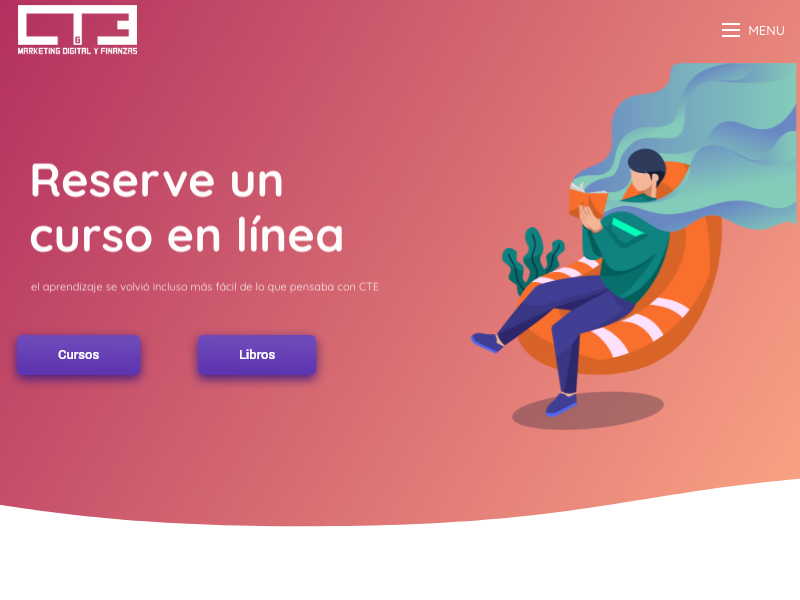 CT&E
MARKETING DIGITAL Y FINANZAS
MENU
Reserve un
curso en línea
el aprendizaje se volvió incluso más fácil de lo que pensaba con CTE
Cursos
Libros